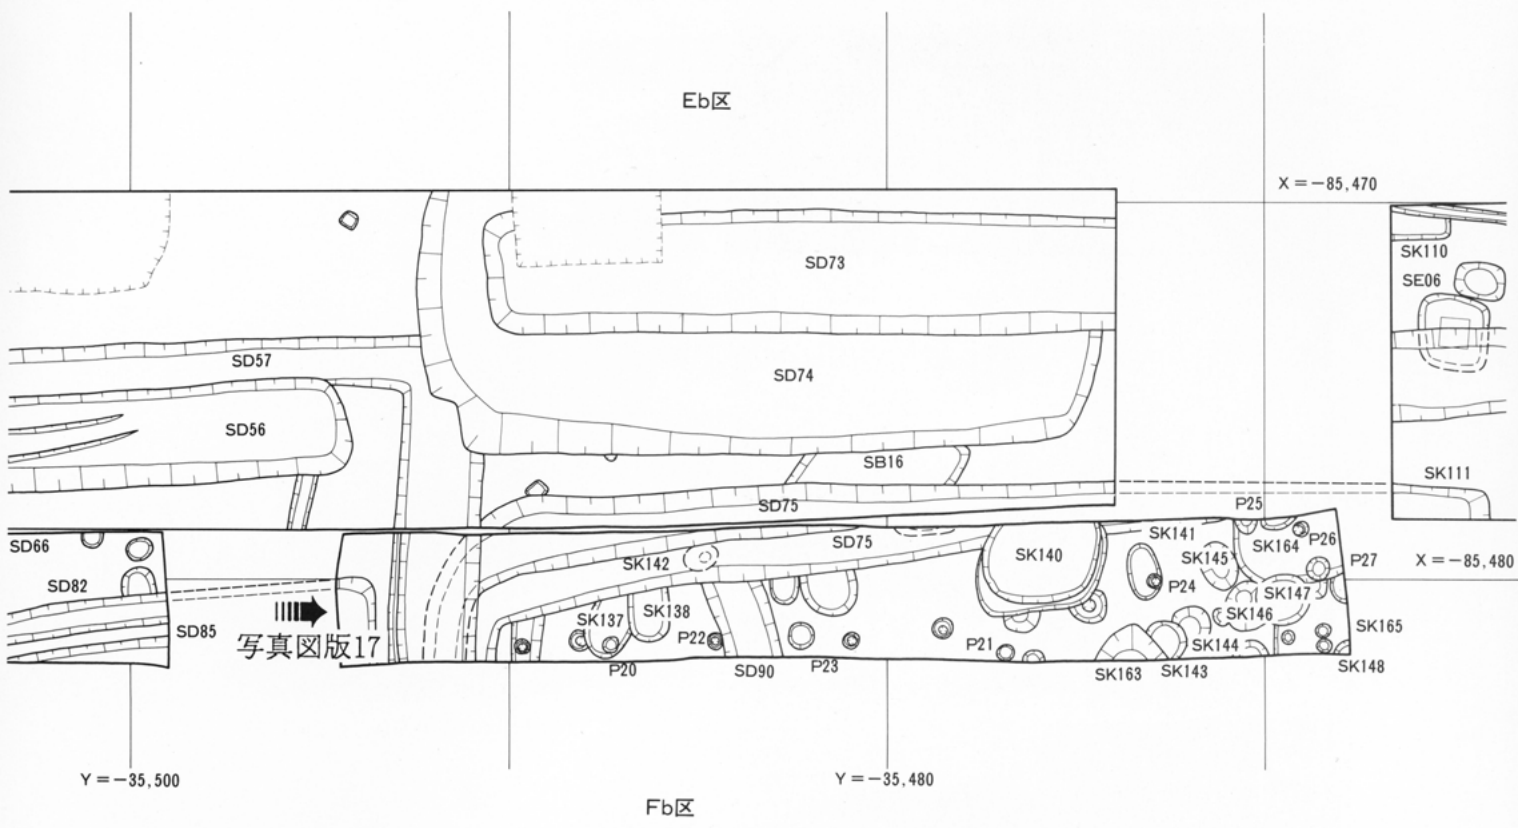 Eb区
X=-85,470
SK110
SE06
SD73
SD57
SD74
SD56
SB16
SK111
SD75
P25
SD66
SD75
SK141
P26
SK142
SK140
SK145
SK164
P27
X=-85,480
SD82
P24
SK147
SK138
SK146
SK137
SD85
P22
SK165
写真図版17
P21
SK144
P20
SD90
P23
SK163
SK143
SK148
Y=-35,500
Y=-35,480
Fb区